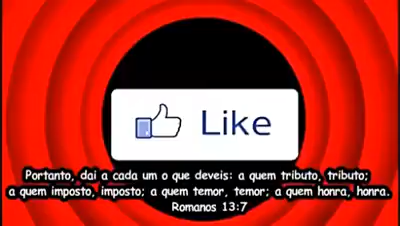 Like
Portanto, dai a cada um o que deveis: a quem tributo, tributo;
a quem imposto, imposto; a quem temor, temor; a quem honra, honra.
Romanos 13:7